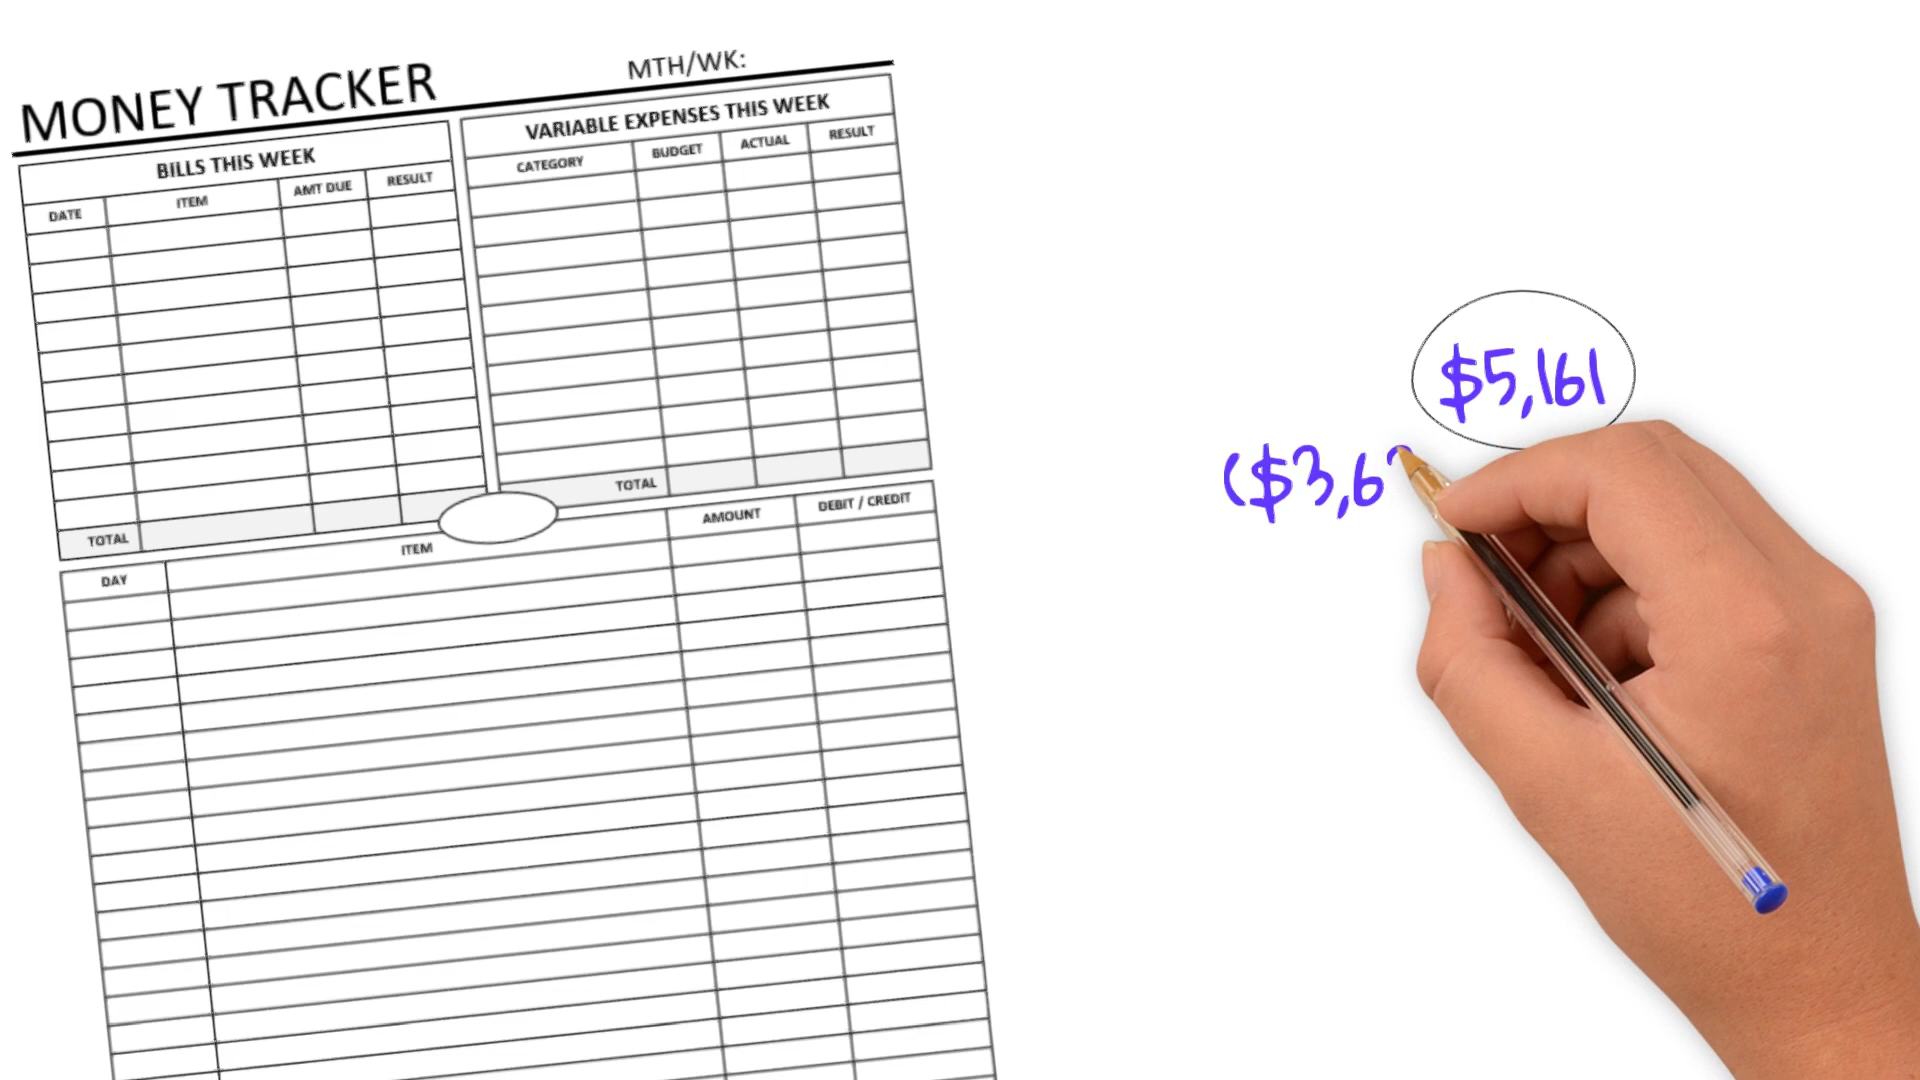 MONEY TRACKER
MTH/WK:
BILLS THIS WEEK
DATE ITEM AMT DUE RESULT
TOTAL
VARIABLE EXPENSES THIS WEEK
CATEGORY BUDGET ACTUAL RESULT
TOTAL
DAY ITEM AMOUNT DEBIT / CREDIT
$5,161
($3,6